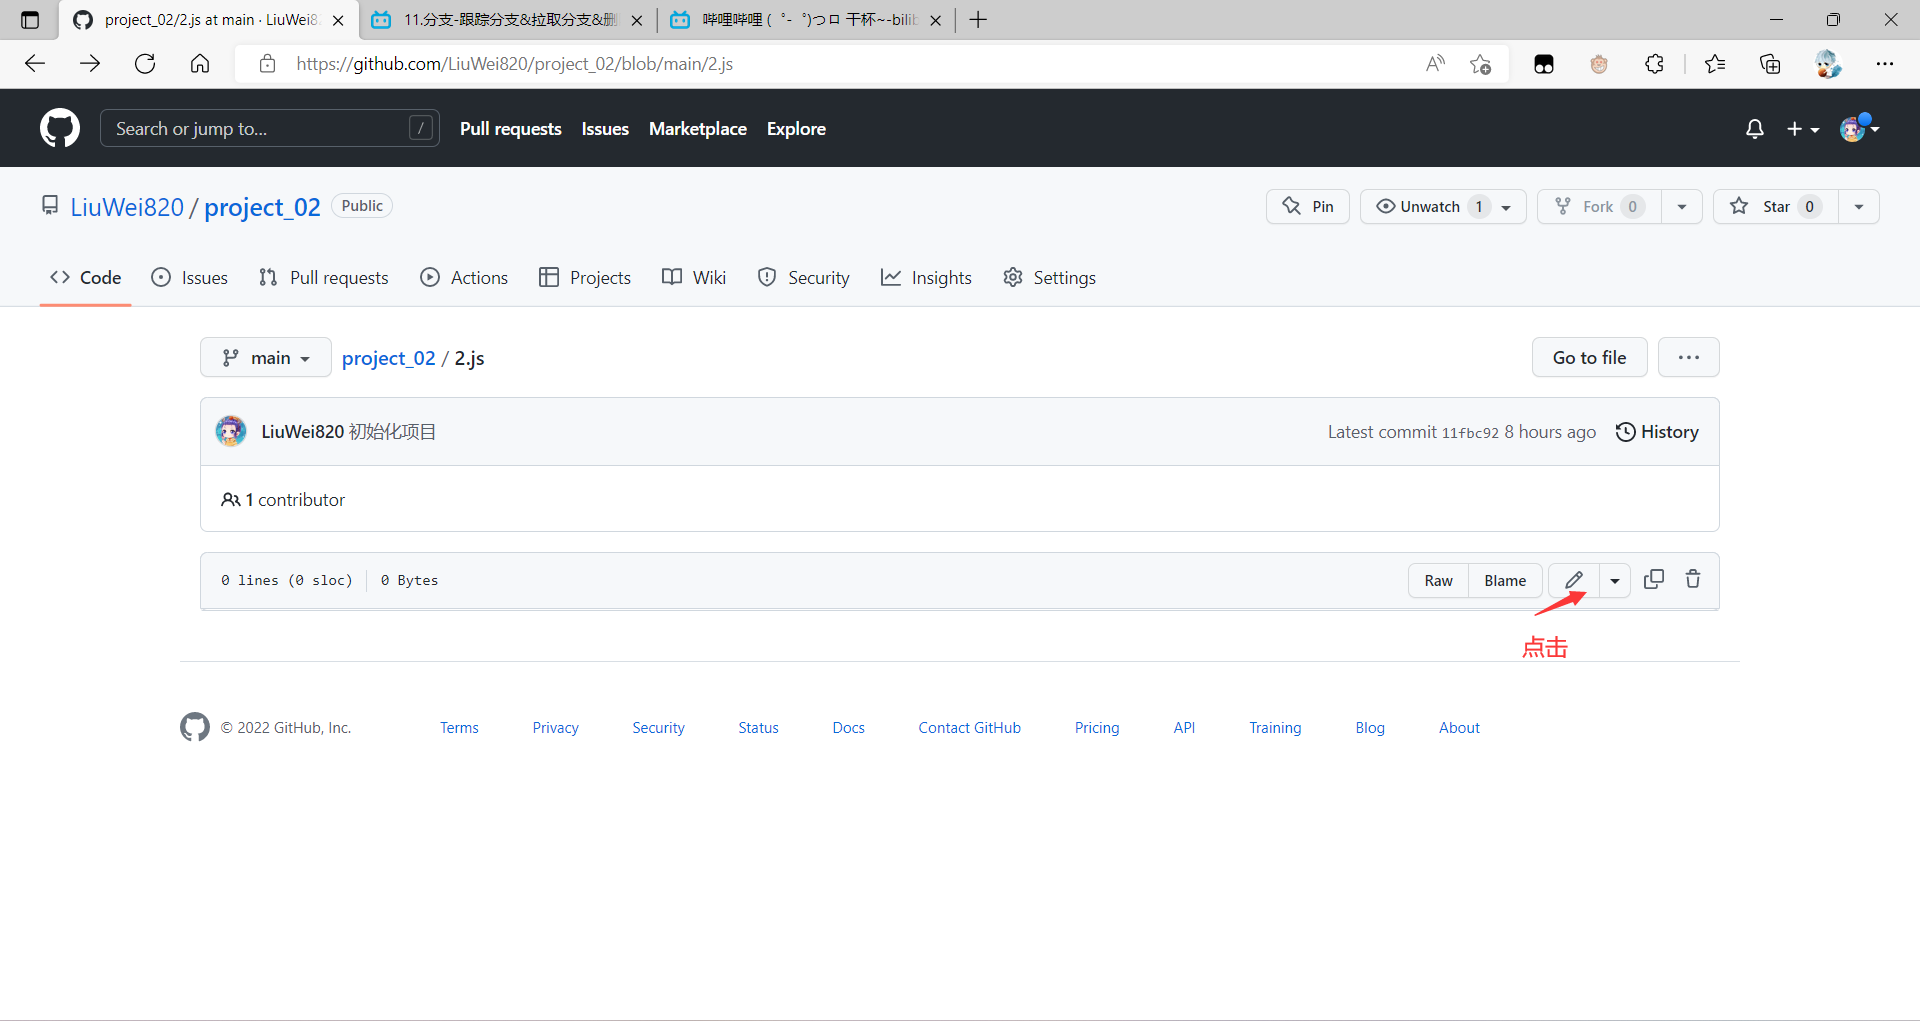 project_02/2.js at main · LiuWei82
11.分支-跟踪分支&拉取分支&删
哔哩哔哩 (゜-゜)つロ 干杯~-bilib
https://github.com/LiuWei820/project_02/blob/main/2.js
Search or jump to... /
Pull requests Issues Marketplace Explore
LiuWei820 / project_02 Public
Pin Unwatch 1 Fork 0 Star 0
Code Issues Pull requests Actions Projects Wiki Security Insights Settings
main project_02 / 2.js Go to file ···
LiuWei820 初始化项目 Latest commit 11fbc92 8 hours ago History
1 contributor
0 lines (0 sloc) 0 Bytes Raw Blame
点击
© 2022 GitHub, Inc. Terms Privacy Security Status Docs Contact GitHub Pricing API Training Blog About